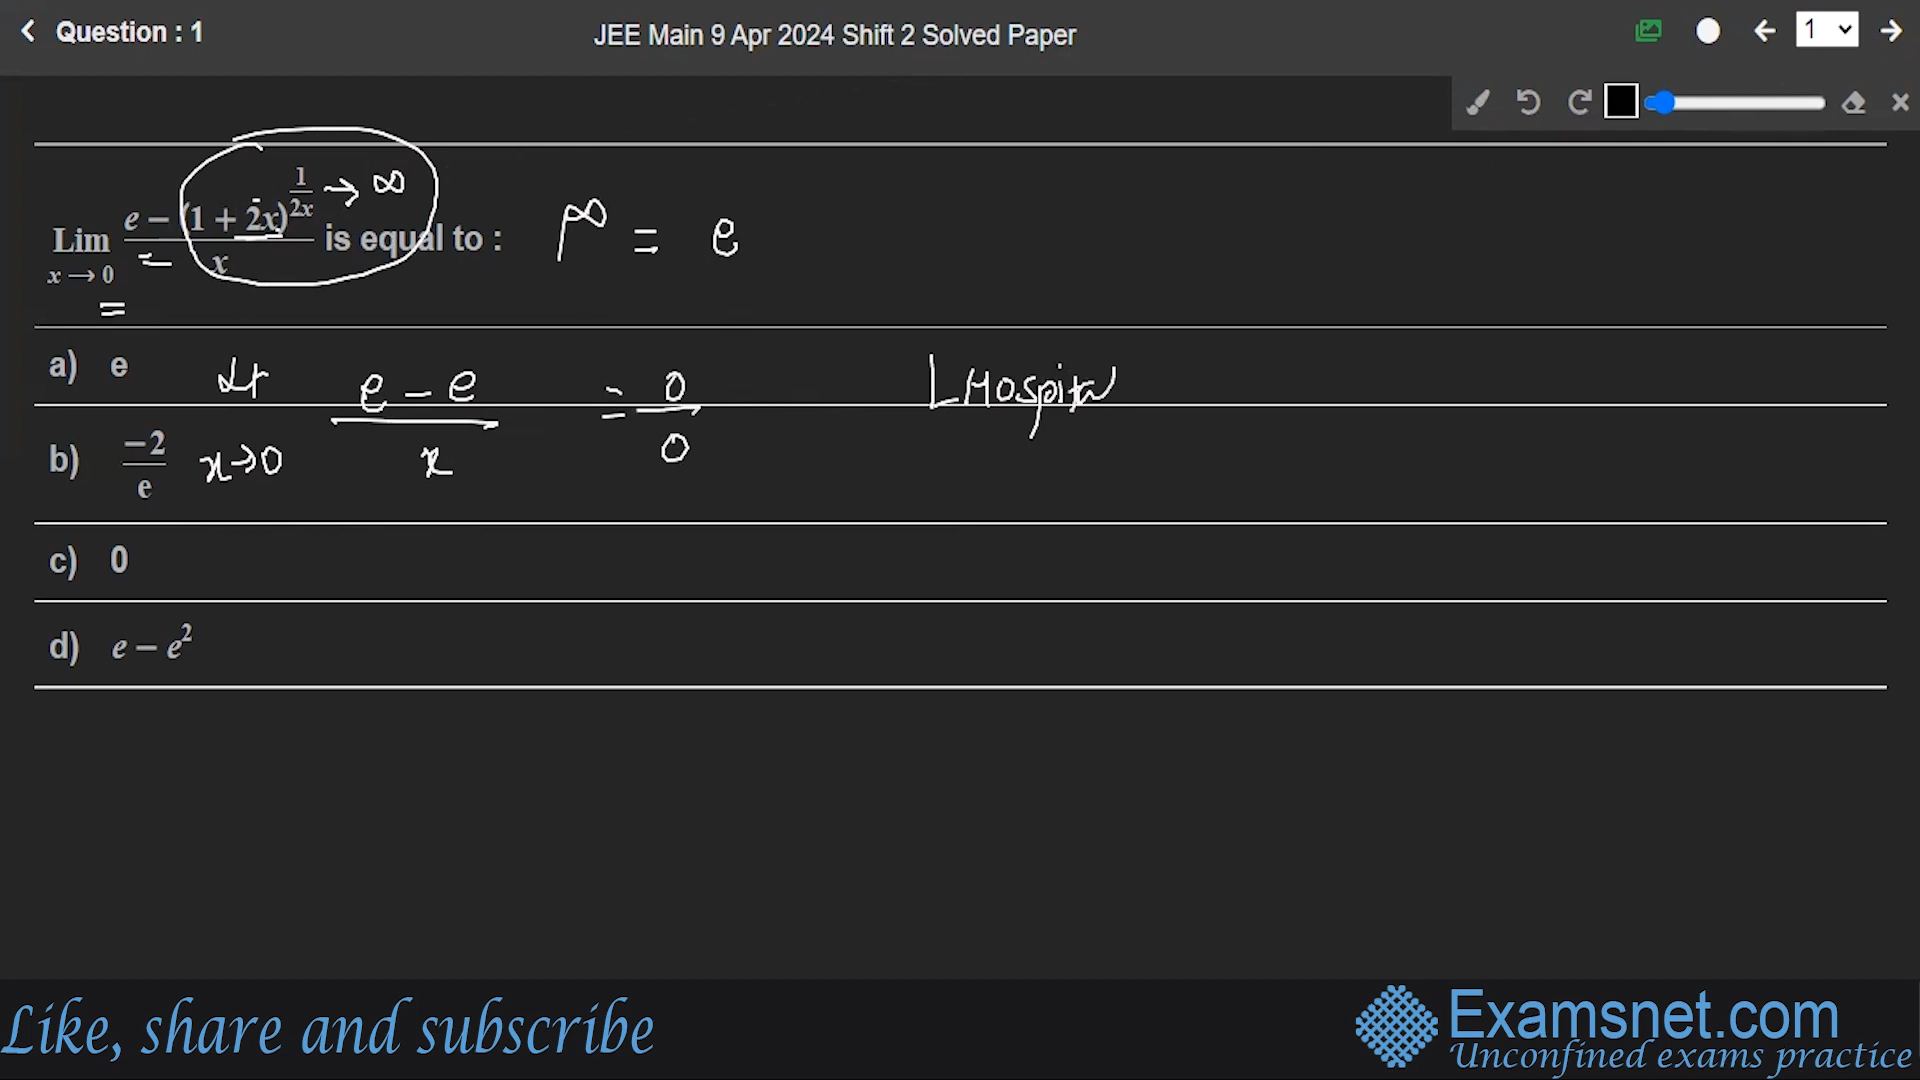 Question : 1
JEE Main 9 Apr 2024 Shift 2 Solved Paper
1
Lim x → 0 e − (1 + 2x)^(1/2x) / x is equal to :
→ ∞
1^∞ = e
=
a) e
Lt x→0 e − e / x = 0 / 0
L Hospital
b) −2/e
c) 0
d) e − e²
Like, share and subscribe
Examsnet.com
Unconfined exams practice